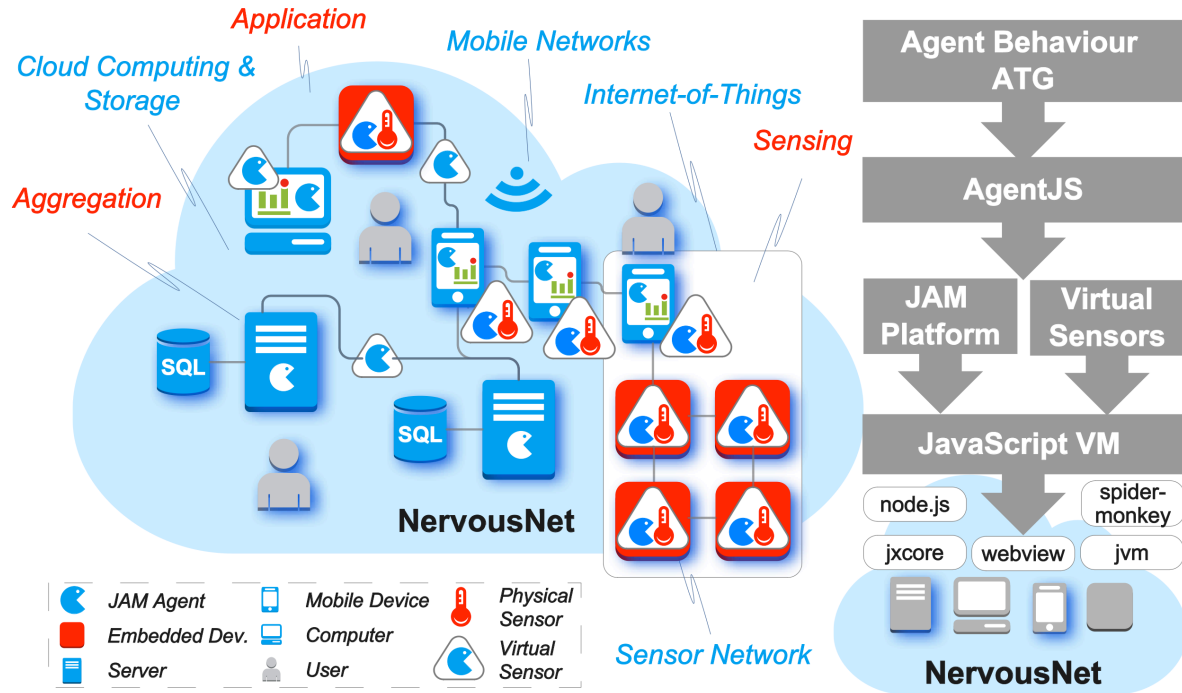 Application
Mobile Networks
Cloud Computing &
Storage
Internet-of-Things
Sensing
Aggregation
SQL
SQL
NervousNet
JAM Agent
Embedded Dev.
Server
Mobile Device
Computer
User
Physical
Sensor
Virtual
Sensor
Sensor Network
Agent Behaviour
ATG
AgentJS
JAM
Platform
Virtual
Sensors
JavaScript VM
node.js
spider-
monkey
jxcore
webview
jvm
NervousNet